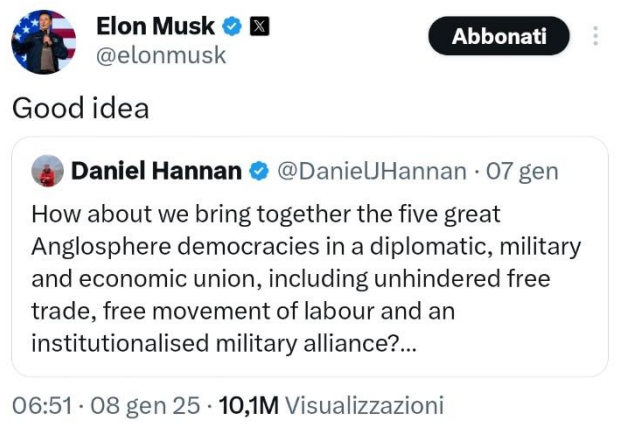 Elon Musk
@elonmusk
Abbonati
Good idea
Daniel Hannan @DanielJHannan · 07 gen
How about we bring together the five great
Anglosphere democracies in a diplomatic, military
and economic union, including unhindered free
trade, free movement of labour and an
institutionalised military alliance?...
06:51 · 08 gen 25 · 10,1M Visualizzazioni